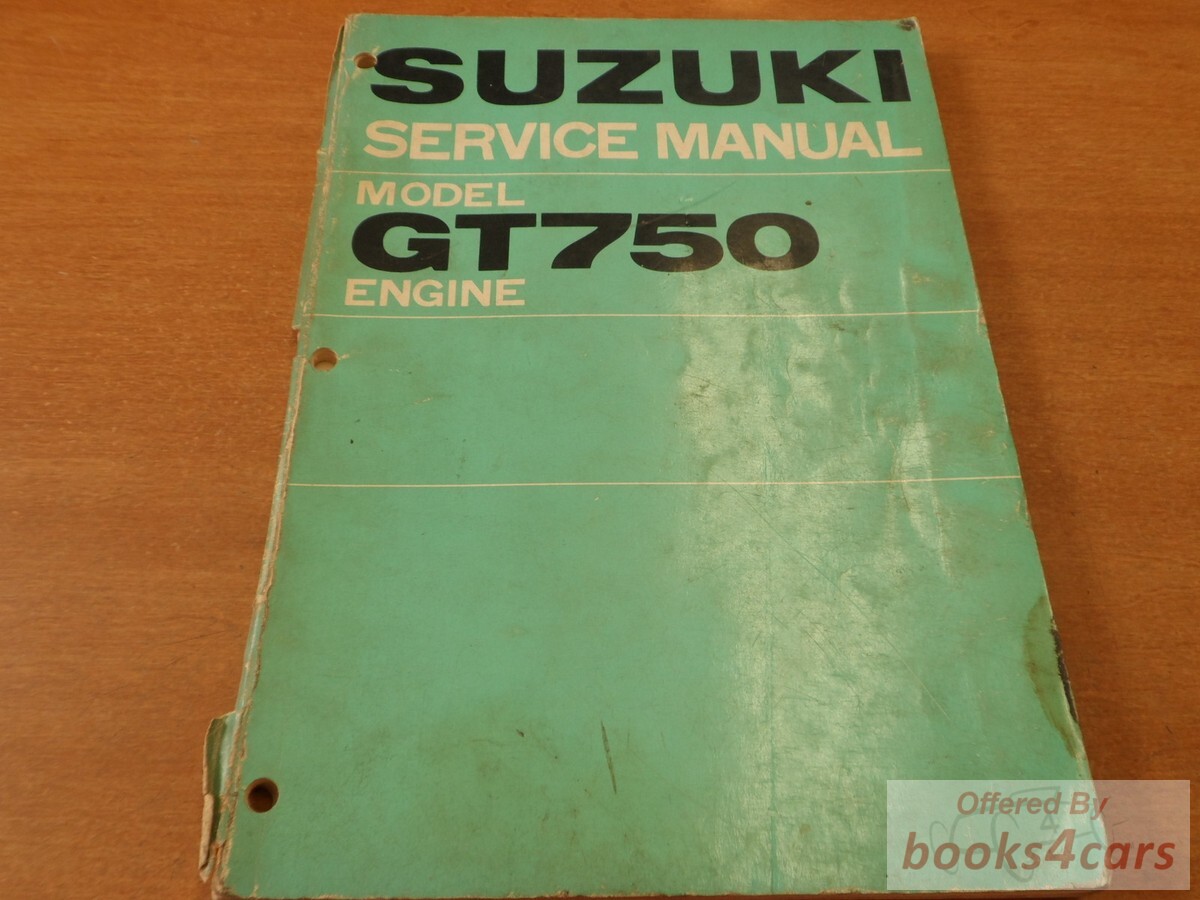 SUZUKI
SERVICE MANUAL
MODEL
GT750
ENGINE
Offered By
books4cars